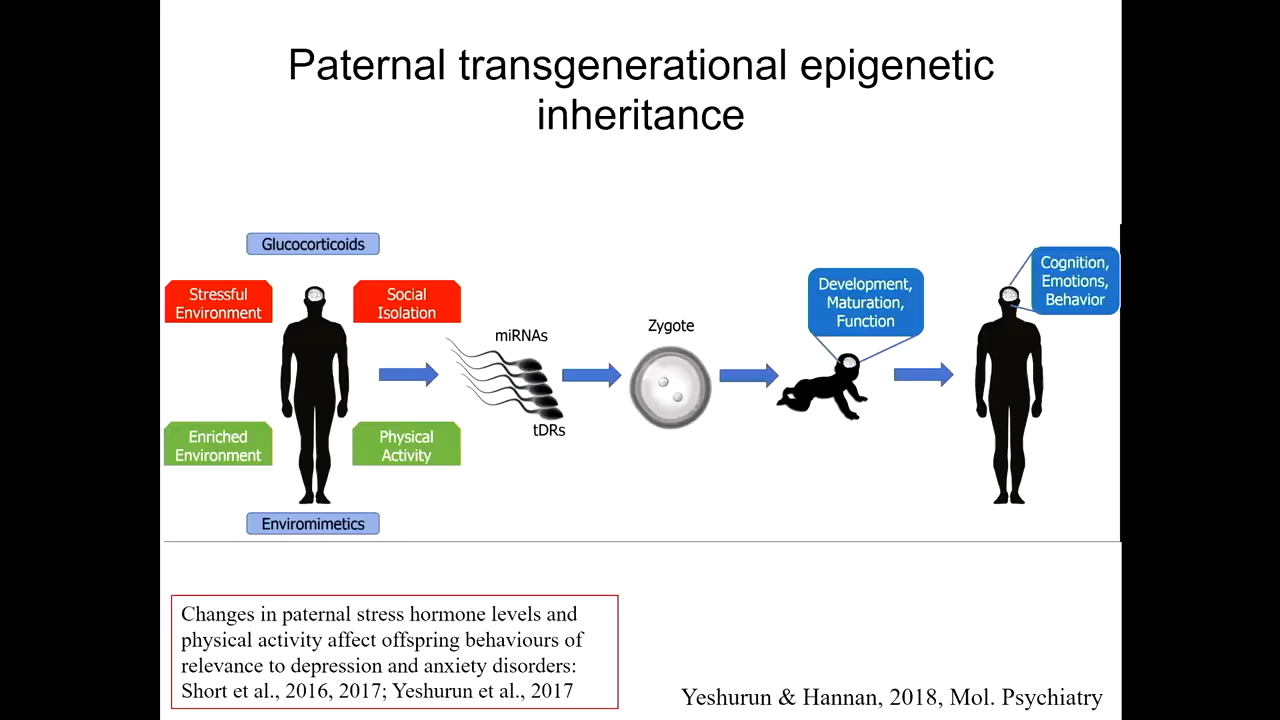 Paternal transgenerational epigenetic
inheritance
Glucocorticoids
Stressful
Environment
Social
Isolation
Enriched
Environment
Physical
Activity
Enviromimetics
miRNAs
tDRs
Zygote
Development,
Maturation,
Function
Cognition,
Emotions,
Behavior
Changes in paternal stress hormone levels and
physical activity affect offspring behaviours of
relevance to depression and anxiety disorders:
Short et al., 2016, 2017; Yeshurun et al., 2017
Yeshurun & Hannan, 2018, Mol. Psychiatry